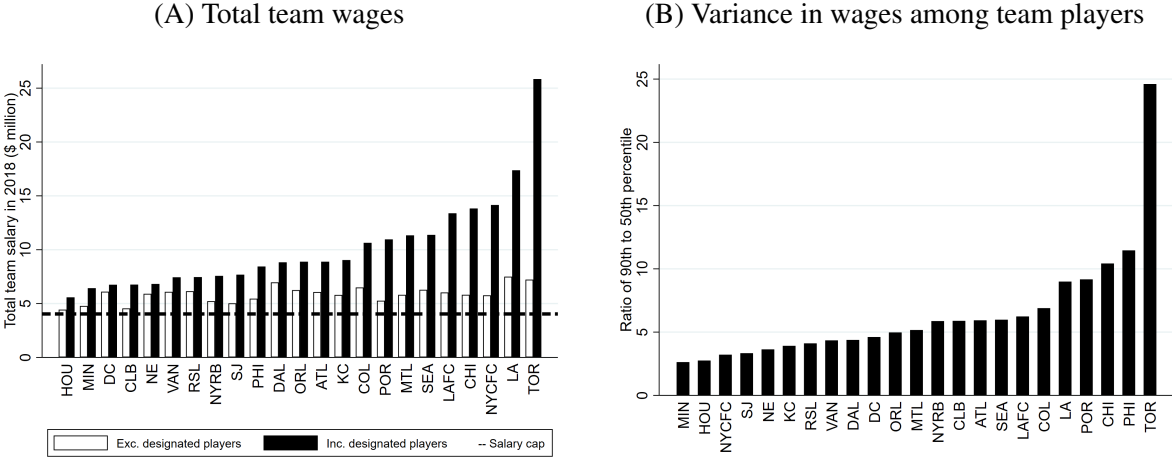 (A) Total team wages
Total team salary in 2018 ($ million)
25
20
15
10
5
0
HOU MIN DC CLB NE VAN RSL NYRB SJ PHI DAL ORL ATL KC COL POR MTL SEA LAFC CHI NYCFC LA TOR
Exc. designated players Inc. designated players -- Salary cap
(B) Variance in wages among team players
Ratio of 90th to 50th percentile
25
20
15
10
5
0
MIN HOU NYCFC SJ NE KC RSL VAN DAL DC ORL MTL NYRB CLB ATL SEA LAFC COL LA POR CHI PHI TOR